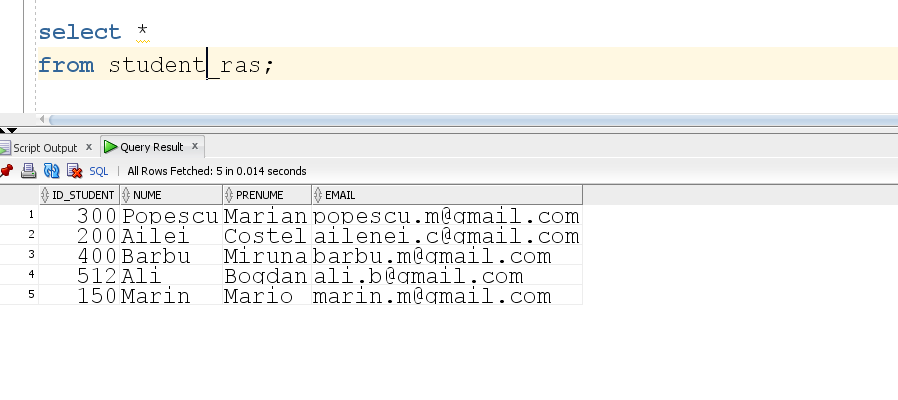 select *
from student_ras;
Script Output x Query Result x
SQL All Rows Fetched: 5 in 0.014 seconds
ID_STUDENT NUME PRENUME EMAIL
1 300 Popescu Marian popescu.m@gmail.com
2 200 Ailei Costel ailenei.c@gmail.com
3 400 Barbu Miruna barbu.m@gmail.com
4 512 Ali Bogdan ali.b@gmail.com
5 150 Marin Mario marin.m@gmail.com